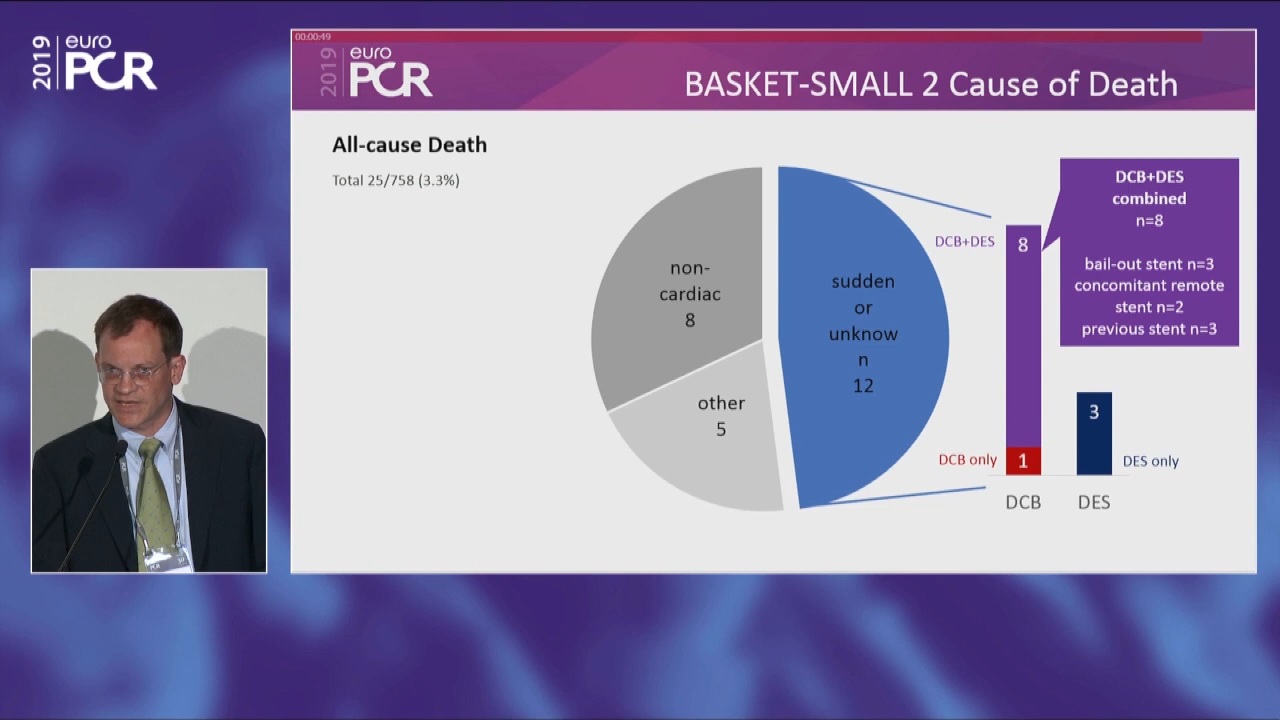 2019
euro
PCR
00:00:49
2019
euro
PCR
BASKET-SMALL 2 Cause of Death
All-cause Death
Total 25/758 (3.3%)
non-
cardiac
8
other
5
sudden
or
unknow
n
12
DCB+DES
8
DCB only
1
3
DES only
DCB
DES
DCB+DES
combined
n=8
bail-out stent n=3
concomitant remote
stent n=2
previous stent n=3
PCR